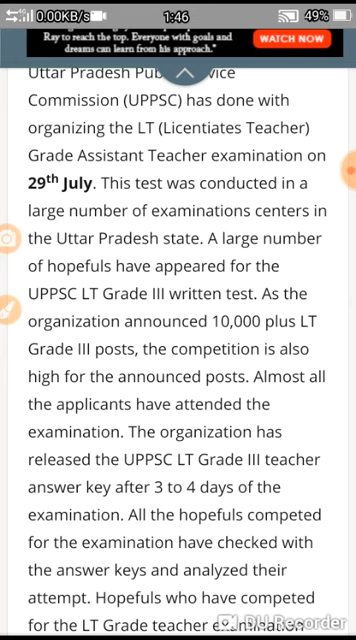 0.00KB/s
1:46
49%
Ray to reach the top. Everyone with goals and
dreams can learn from his approach."
WATCH NOW
Uttar Pradesh Pub vice
Commission (UPPSC) has done with
organizing the LT (Licentiates Teacher)
Grade Assistant Teacher examination on
29th July. This test was conducted in a
large number of examinations centers in
the Uttar Pradesh state. A large number
of hopefuls have appeared for the
UPPSC LT Grade III written test. As the
organization announced 10,000 plus LT
Grade III posts, the competition is also
high for the announced posts. Almost all
the applicants have attended the
examination. The organization has
released the UPPSC LT Grade III teacher
answer key after 3 to 4 days of the
examination. All the hopefuls competed
for the examination have checked with
the answer keys and analyzed their
attempt. Hopefuls who have competed
for the LT Grade teacher examination
DU Recorder